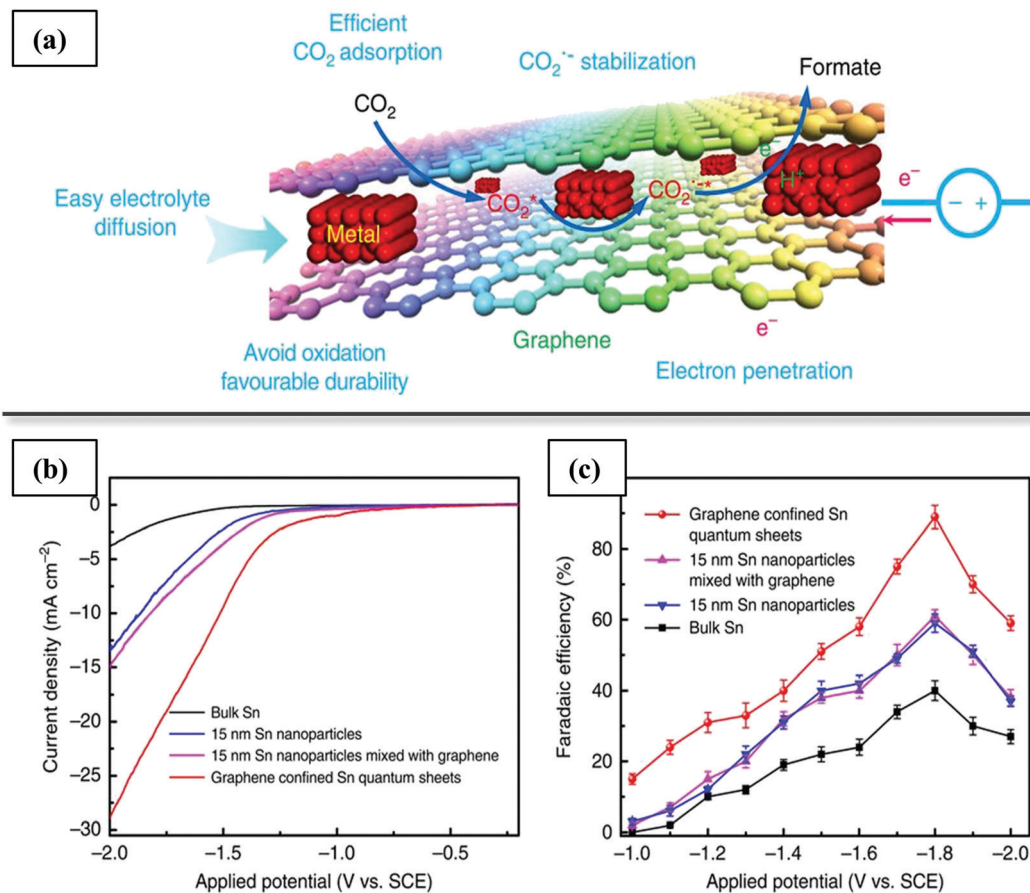 (a)
Efficient
CO₂ adsorption
CO₂˙⁻ stabilization
Formate
CO₂
e⁻
H⁺
e⁻
CO₂*
CO₂˙⁻*
− +
Easy electrolyte
diffusion
Metal
Graphene
e⁻
Avoid oxidation
favourable durability
Electron penetration
(b)
0
−5
−10
−15
−20
−25
−30
Current density (mA cm⁻²)
Bulk Sn
15 nm Sn nanoparticles
15 nm Sn nanoparticles mixed with graphene
Graphene confined Sn quantum sheets
−2.0 −1.5 −1.0 −0.5
Applied potential (V vs. SCE)
(c)
80
60
40
20
0
Faradaic efficiency (%)
Graphene confined Sn
quantum sheets
15 nm Sn nanoparticles
mixed with graphene
15 nm Sn nanoparticles
Bulk Sn
−1.0 −1.2 −1.4 −1.6 −1.8 −2.0
Applied potential (V vs. SCE)